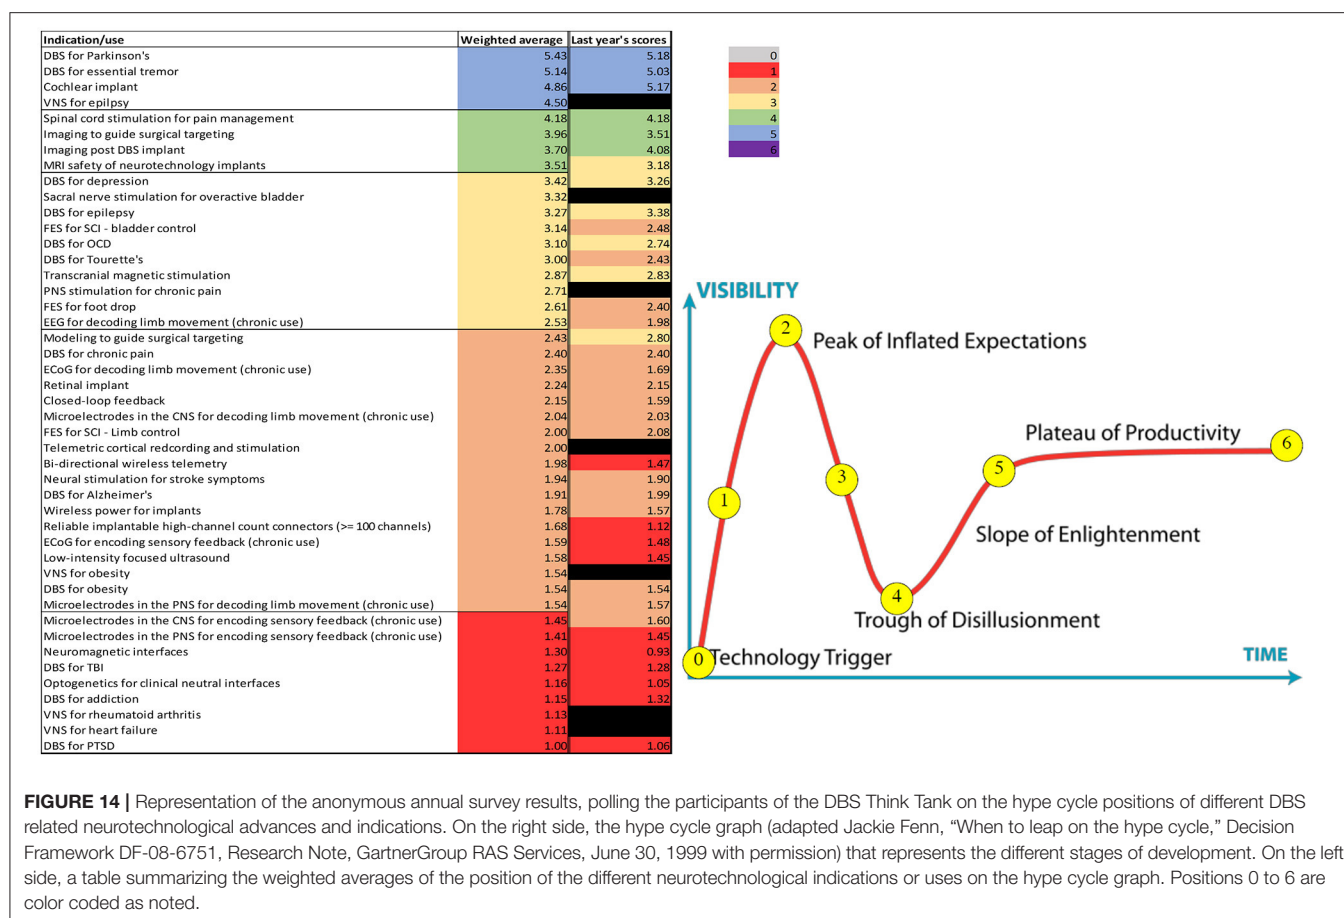 Indication/use Weighted average Last year's scores
DBS for Parkinson's 5.43 5.18
DBS for essential tremor 5.14 5.03
Cochlear implant 4.86 5.17
VNS for epilpsy 4.50
Spinal cord stimulation for pain management 4.18 4.18
Imaging to guide surgical targeting 3.96 3.51
Imaging post DBS implant 3.70 4.08
MRI safety of neurotechnology implants 3.51 3.18
DBS for depression 3.42 3.26
Sacral nerve stimulation for overactive bladder 3.32
DBS for epilepsy 3.27 3.38
FES for SCI - bladder control 3.14 2.48
DBS for OCD 3.10 2.74
DBS for Tourette's 3.00 2.43
Transcranial magnetic stimulation 2.87 2.83
PNS stimulation for chronic pain 2.71
FES for foot drop 2.61 2.40
EEG for decoding limb movement (chronic use) 2.53 1.98
Modeling to guide surgical targeting 2.43 2.80
DBS for chronic pain 2.40 2.40
ECoG for decoding limb movement (chronic use) 2.35 1.69
Retinal implant 2.24 2.15
Closed-loop feedback 2.15 1.59
Microelectrodes in the CNS for decoding limb movement (chronic use) 2.04 2.03
FES for SCI - Limb control 2.00 2.08
Telemetric cortical redcording and stimulation 2.00
Bi-directional wireless telemetry 1.98 1.47
Neural stimulation for stroke symptoms 1.94 1.90
DBS for Alzheimer's 1.91 1.99
Wireless power for implants 1.78 1.57
Reliable implantable high-channel count connectors (>= 100 channels) 1.68 1.12
ECoG for encoding sensory feedback (chronic use) 1.59 1.48
Low-intensity focused ultrasound 1.58 1.45
VNS for obesity 1.54
DBS for obesity 1.54 1.54
Microelectrodes in the PNS for decoding limb movement (chronic use) 1.54 1.57
Microelectrodes in the CNS for encoding sensory feedback (chronic use) 1.45 1.60
Microelectrodes in the PNS for encoding sensory feedback (chronic use) 1.41 1.45
Neuromagnetic interfaces 1.30 0.93
DBS for TBI 1.27 1.28
Optogenetics for clinical neutral interfaces 1.16 1.05
DBS for addiction 1.15 1.32
VNS for rheumatoid arthritis 1.13
VNS for heart failure 1.11
DBS for PTSD 1.00 1.06
0
1
2
3
4
5
6
VISIBILITY
2
Peak of Inflated Expectations
Plateau of Productivity
6
5
3
1
Slope of Enlightenment
4
Trough of Disillusionment
0
Technology Trigger
TIME
FIGURE 14 | Representation of the anonymous annual survey results, polling the participants of the DBS Think Tank on the hype cycle positions of different DBS
related neurotechnological advances and indications. On the right side, the hype cycle graph (adapted Jackie Fenn, “When to leap on the hype cycle,” Decision
Framework DF-08-6751, Research Note, GartnerGroup RAS Services, June 30, 1999 with permission) that represents the different stages of development. On the left
side, a table summarizing the weighted averages of the position of the different neurotechnological indications or uses on the hype cycle graph. Positions 0 to 6 are
color coded as noted.